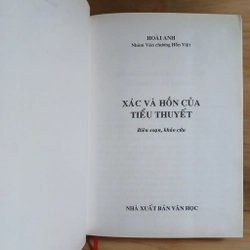 HOÀI ANH
Nhóm Văn chương Hồn Việt
XÁC VÀ HỒN CỦA
TIỂU THUYẾT
Biên soạn, khảo cứu
NHÀ XUẤT BẢN VĂN HỌC